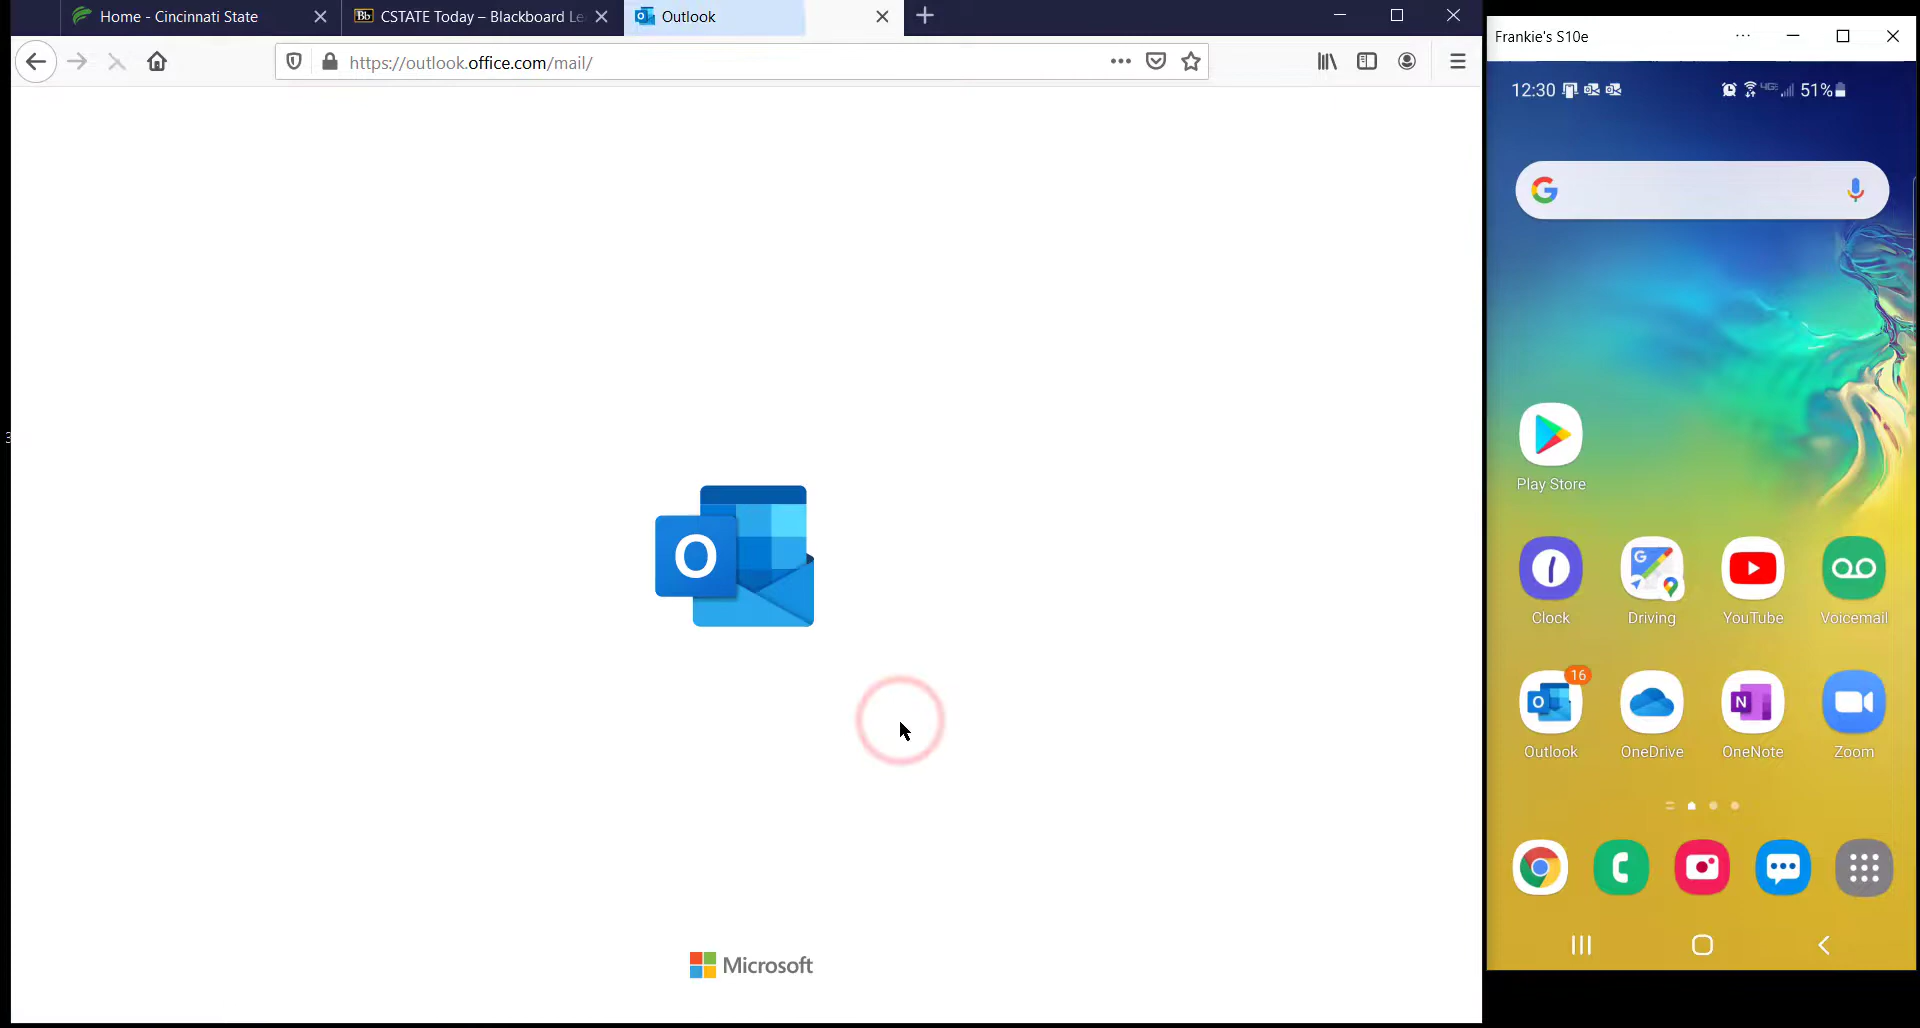 Home - Cincinnati State
Bb CSTATE Today – Blackboard Le
Outlook
https://outlook.office.com/mail/
O
Microsoft
Frankie's S10e
12:30
51%
G
Play Store
Clock
Driving
YouTube
Voicemail
16
Outlook
OneDrive
OneNote
Zoom